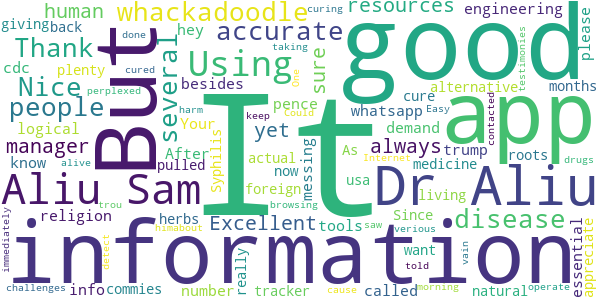 human
whackadoodle
resources
engineering
giving
back
curing
done
hey
please
Thank
several
accurate
good
cdc
plenty
cured
taking
Using
One
sure
alternative
testimonies
Nice
perplexed
besides
months
people
But
harm
Could
pence
cure
Easy
app
logical
Your
yet
whatsapp
contacted
drugs
manager
After
It
keep
messing
always
demand
As
trump
roots
know
alive
pulled
Syphilis
actual
now
Internet
medicine
Aliu Sam
foreign
browsing
usa
Dr Aliu
living
religion
herbs
trou
Excellent
Since
saw
verious
disease
immediately
information
tools
want
told
vain
essential
appreciate
info
commies
detect
himabout
really
number
tracker
cause
called
morning
natural
operate
challenges